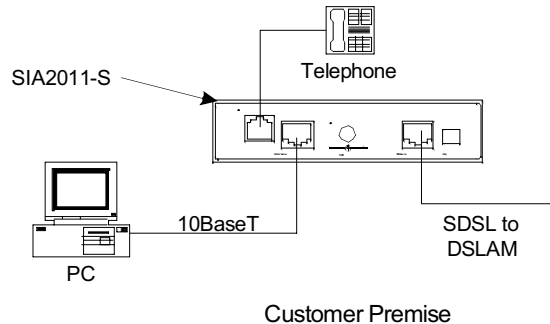 Telephone
SIA2011-S
10BaseT
SDSL to
DSLAM
PC
Customer Premise